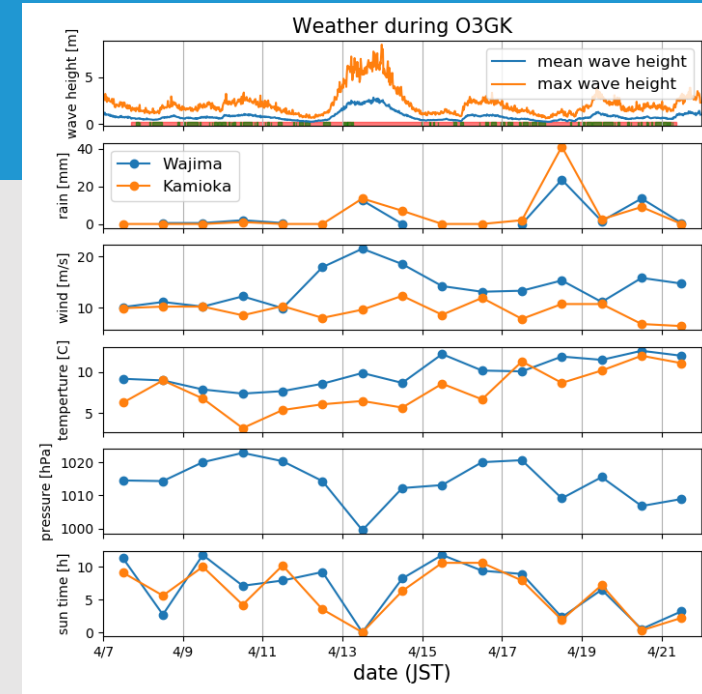 Weather during O3GK
wave height [m]
5
0
mean wave height
max wave height
rain [mm]
40
20
0
Wajima
Kamioka
wind [m/s]
20
10
temperture [C]
10
5
pressure [hPa]
1020
1010
1000
sun time [h]
10
5
0
4/7 4/9 4/11 4/13 4/15 4/17 4/19 4/21
date (JST)